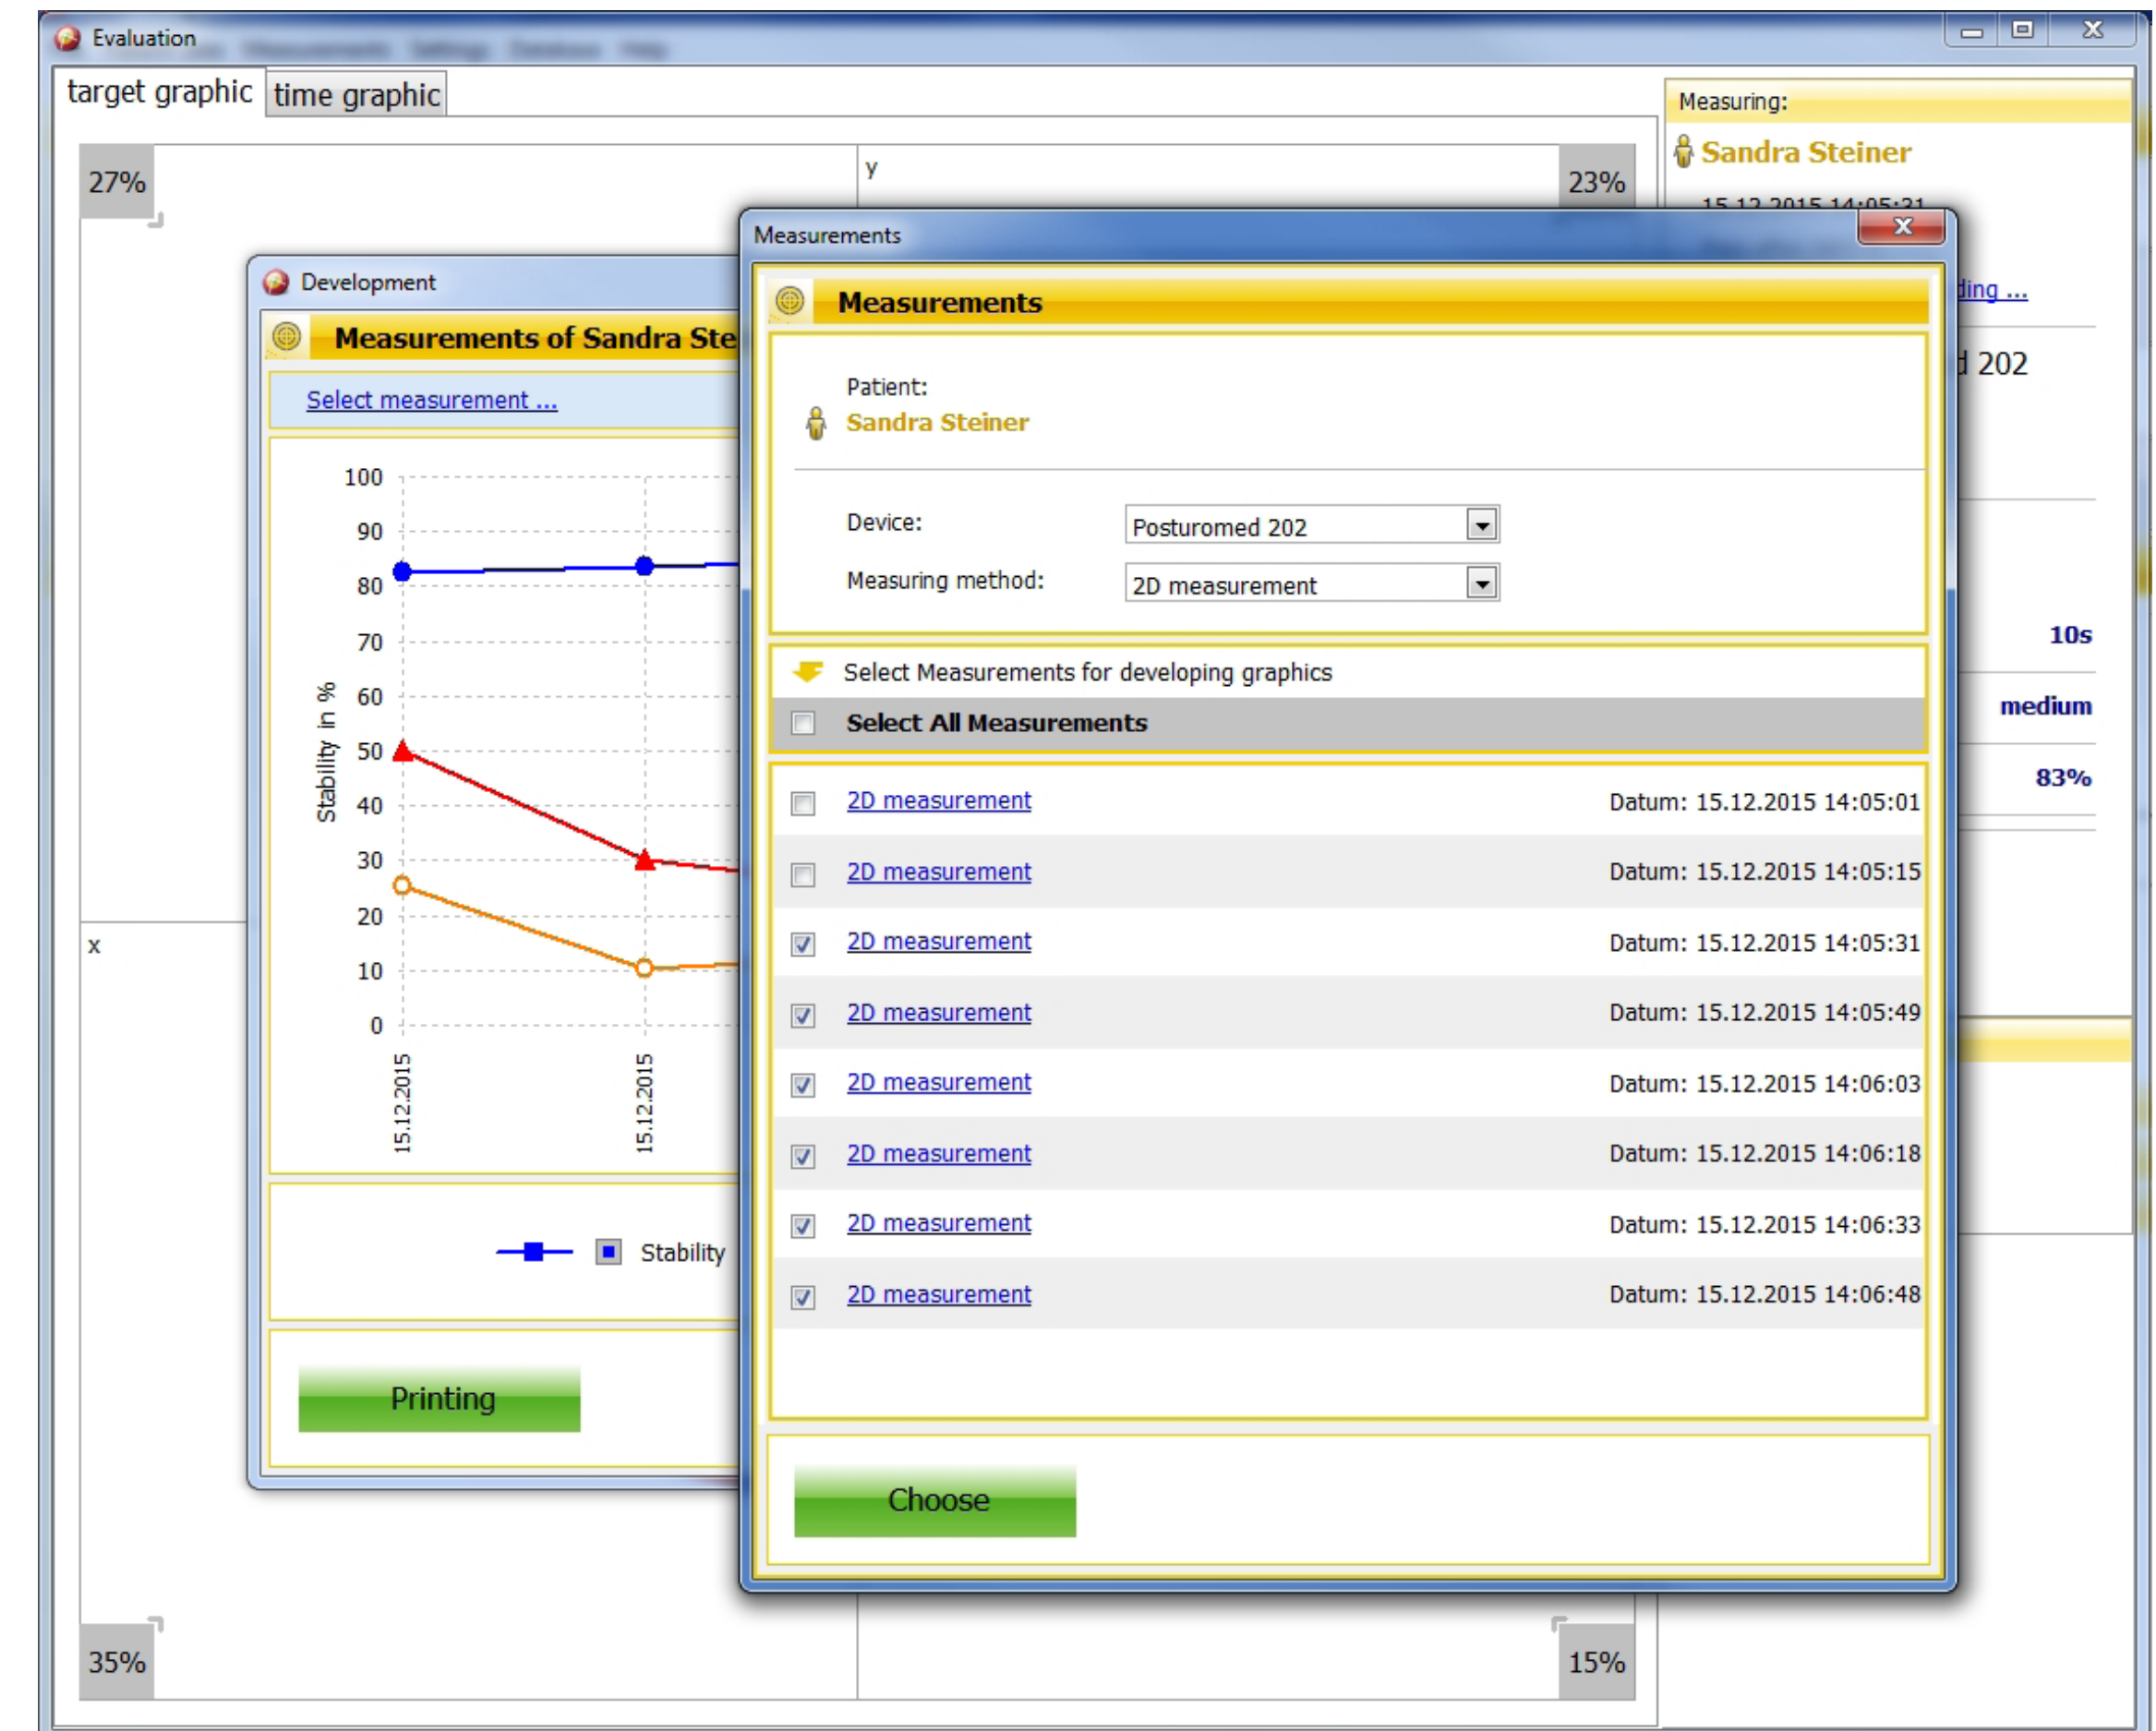 Evaluation
target graphic
time graphic
27%
y
23%
x
35%
15%
Measuring:
Sandra Steiner
15.12.2015 14:05:31
10s
medium
83%
202
Development
Measurements of Sandra
Select measurement ...
100
90
80
70
60
50
40
30
20
10
0
Stability in %
15.12.2015
15.12.2015
Stability
Printing
Measurements
Measurements
Patient:
Sandra Steiner
Device:
Posturomed 202
Measuring method:
2D measurement
Select Measurements for developing graphics
Select All Measurements
2D measurement Datum: 15.12.2015 14:05:01
2D measurement Datum: 15.12.2015 14:05:15
2D measurement Datum: 15.12.2015 14:05:31
2D measurement Datum: 15.12.2015 14:05:49
2D measurement Datum: 15.12.2015 14:06:03
2D measurement Datum: 15.12.2015 14:06:18
2D measurement Datum: 15.12.2015 14:06:33
2D measurement Datum: 15.12.2015 14:06:48
Choose